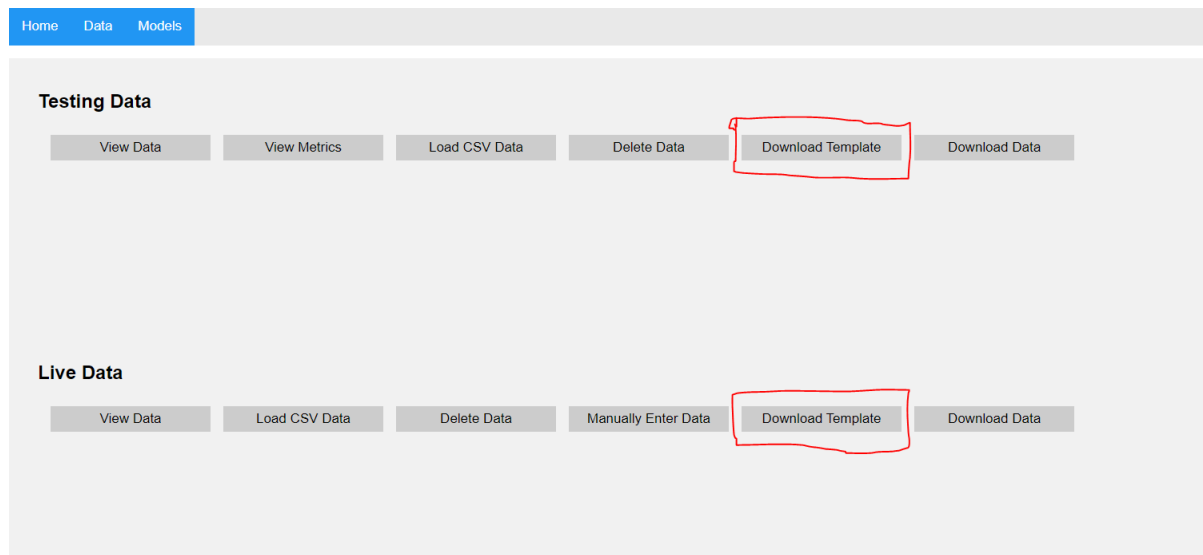 Home Data Models
Testing Data
View Data View Metrics Load CSV Data Delete Data Download Template Download Data
Live Data
View Data Load CSV Data Delete Data Manually Enter Data Download Template Download Data